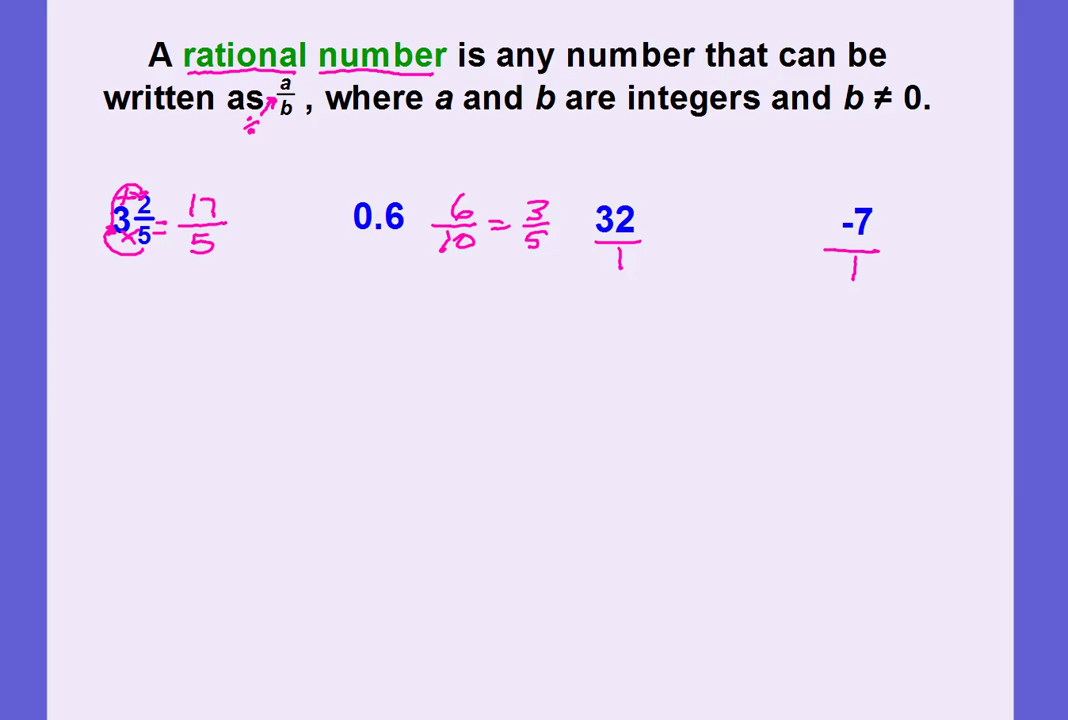 A rational number is any number that can be
written as a/b , where a and b are integers and b ≠ 0.
÷
3 2/5 = 17/5 0.6 6/10 = 3/5 32/1 -7/1
+
×